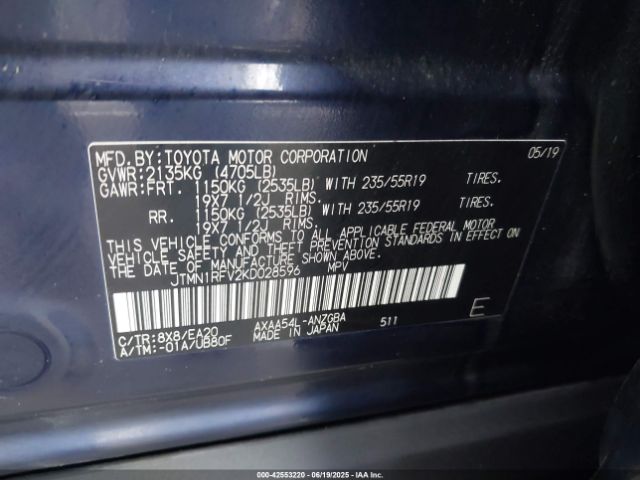 MFD.BY:TOYOTA MOTOR CORPORATION 05/19
GVWR:2135KG (4705LB)
GAWR:FRT. 1150KG (2535LB) WITH 235/55R19 TIRES.
19X7 1/2J RIMS.
RR. 1150KG (2535LB) WITH 235/55R19 TIRES.
19X7 1/2J RIMS.
THIS VEHICLE CONFORMS TO ALL APPLICABLE FEDERAL MOTOR
VEHICLE SAFETY AND THEFT PREVENTION STANDARDS IN EFFECT ON
THE DATE OF MANUFACTURE SHOWN ABOVE.
JTMN1RFV2KD028596 MPV
C/TR:8X8/EA20 AXAA54L-ANZGBA 511 E
A/TM:-01A/UB80F MADE IN JAPAN
000-42553220 - 06/19/2025 - IAA